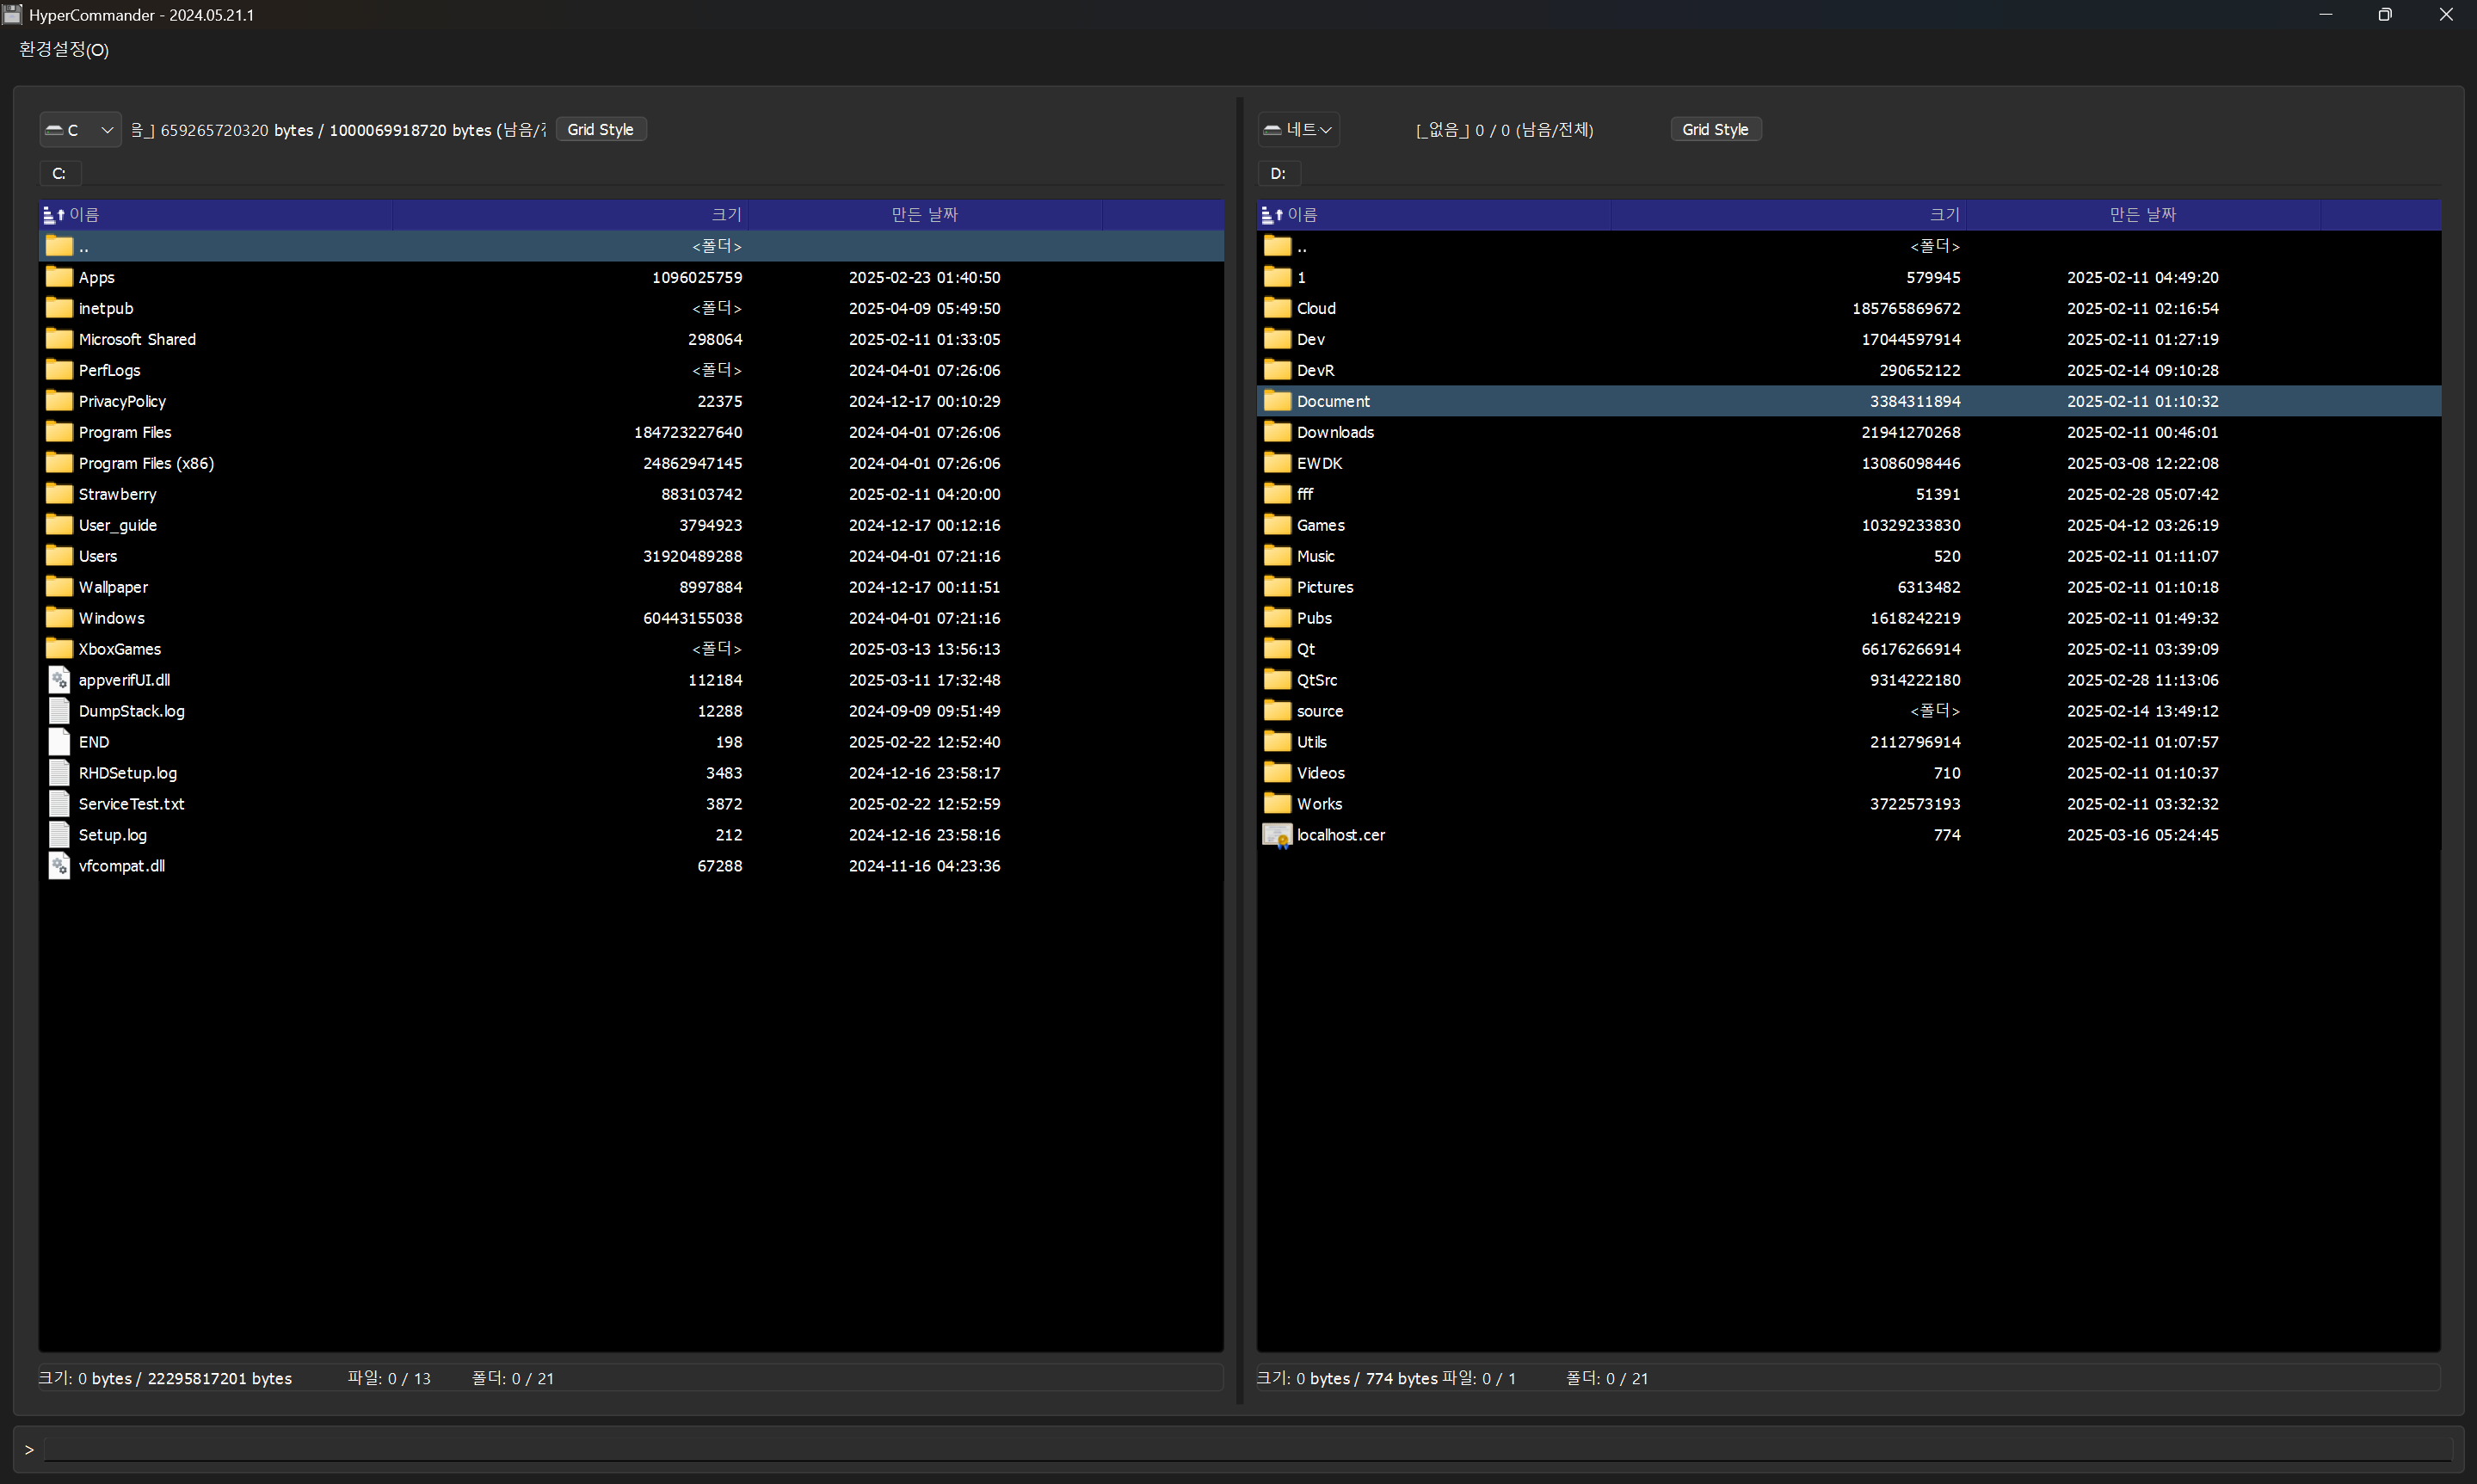 HyperCommander - 2024.05.21.1
환경설정(O)
C 음_] 659265720320 bytes / 1000069918720 bytes (남음/ Grid Style
C:
이름 크기 만든 날짜
.. <폴더>
Apps 1096025759 2025-02-23 01:40:50
inetpub <폴더> 2025-04-09 05:49:50
Microsoft Shared 298064 2025-02-11 01:33:05
PerfLogs <폴더> 2024-04-01 07:26:06
PrivacyPolicy 22375 2024-12-17 00:10:29
Program Files 184723227640 2024-04-01 07:26:06
Program Files (x86) 24862947145 2024-04-01 07:26:06
Strawberry 883103742 2025-02-11 04:20:00
User_guide 3794923 2024-12-17 00:12:16
Users 31920489288 2024-04-01 07:21:16
Wallpaper 8997884 2024-12-17 00:11:51
Windows 60443155038 2024-04-01 07:21:16
XboxGames <폴더> 2025-03-13 13:56:13
appverifUI.dll 112184 2025-03-11 17:32:48
DumpStack.log 12288 2024-09-09 09:51:49
END 198 2025-02-22 12:52:40
RHDSetup.log 3483 2024-12-16 23:58:17
ServiceTest.txt 3872 2025-02-22 12:52:59
Setup.log 212 2024-12-16 23:58:16
vfcompat.dll 67288 2024-11-16 04:23:36
크기: 0 bytes / 22295817201 bytes 파일: 0 / 13 폴더: 0 / 21
네트 [_없음_] 0 / 0 (남음/전체) Grid Style
D:
이름 크기 만든 날짜
.. <폴더>
1 579945 2025-02-11 04:49:20
Cloud 185765869672 2025-02-11 02:16:54
Dev 17044597914 2025-02-11 01:27:19
DevR 290652122 2025-02-14 09:10:28
Document 3384311894 2025-02-11 01:10:32
Downloads 21941270268 2025-02-11 00:46:01
EWDK 13086098446 2025-03-08 12:22:08
fff 51391 2025-02-28 05:07:42
Games 10329233830 2025-04-12 03:26:19
Music 520 2025-02-11 01:11:07
Pictures 6313482 2025-02-11 01:10:18
Pubs 1618242219 2025-02-11 01:49:32
Qt 66176266914 2025-02-11 03:39:09
QtSrc 9314222180 2025-02-28 11:13:06
source <폴더> 2025-02-14 13:49:12
Utils 2112796914 2025-02-11 01:07:57
Videos 710 2025-02-11 01:10:37
Works 3722573193 2025-02-11 03:32:32
localhost.cer 774 2025-03-16 05:24:45
크기: 0 bytes / 774 bytes 파일: 0 / 1 폴더: 0 / 21
>